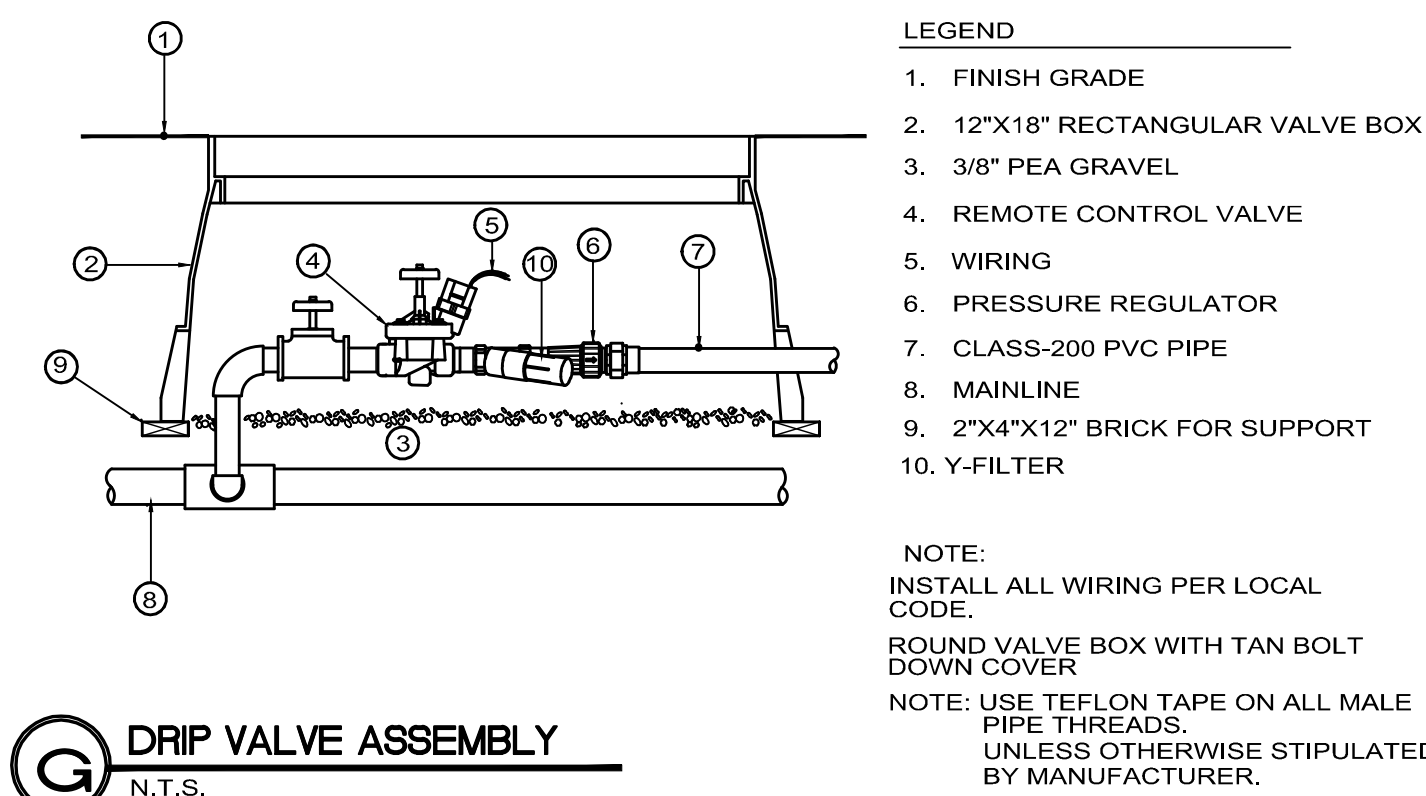 1
2
4
5
10
6
7
9
3
8
LEGEND
1. FINISH GRADE
2. 12"X18" RECTANGULAR VALVE BOX
3. 3/8" PEA GRAVEL
4. REMOTE CONTROL VALVE
5. WIRING
6. PRESSURE REGULATOR
7. CLASS-200 PVC PIPE
8. MAINLINE
9. 2"X4"X12" BRICK FOR SUPPORT
10. Y-FILTER
NOTE:
INSTALL ALL WIRING PER LOCAL
CODE.
ROUND VALVE BOX WITH TAN BOLT
DOWN COVER
NOTE: USE TEFLON TAPE ON ALL MALE
PIPE THREADS.
UNLESS OTHERWISE STIPULATED
BY MANUFACTURER.
G
DRIP VALVE ASSEMBLY
N.T.S.